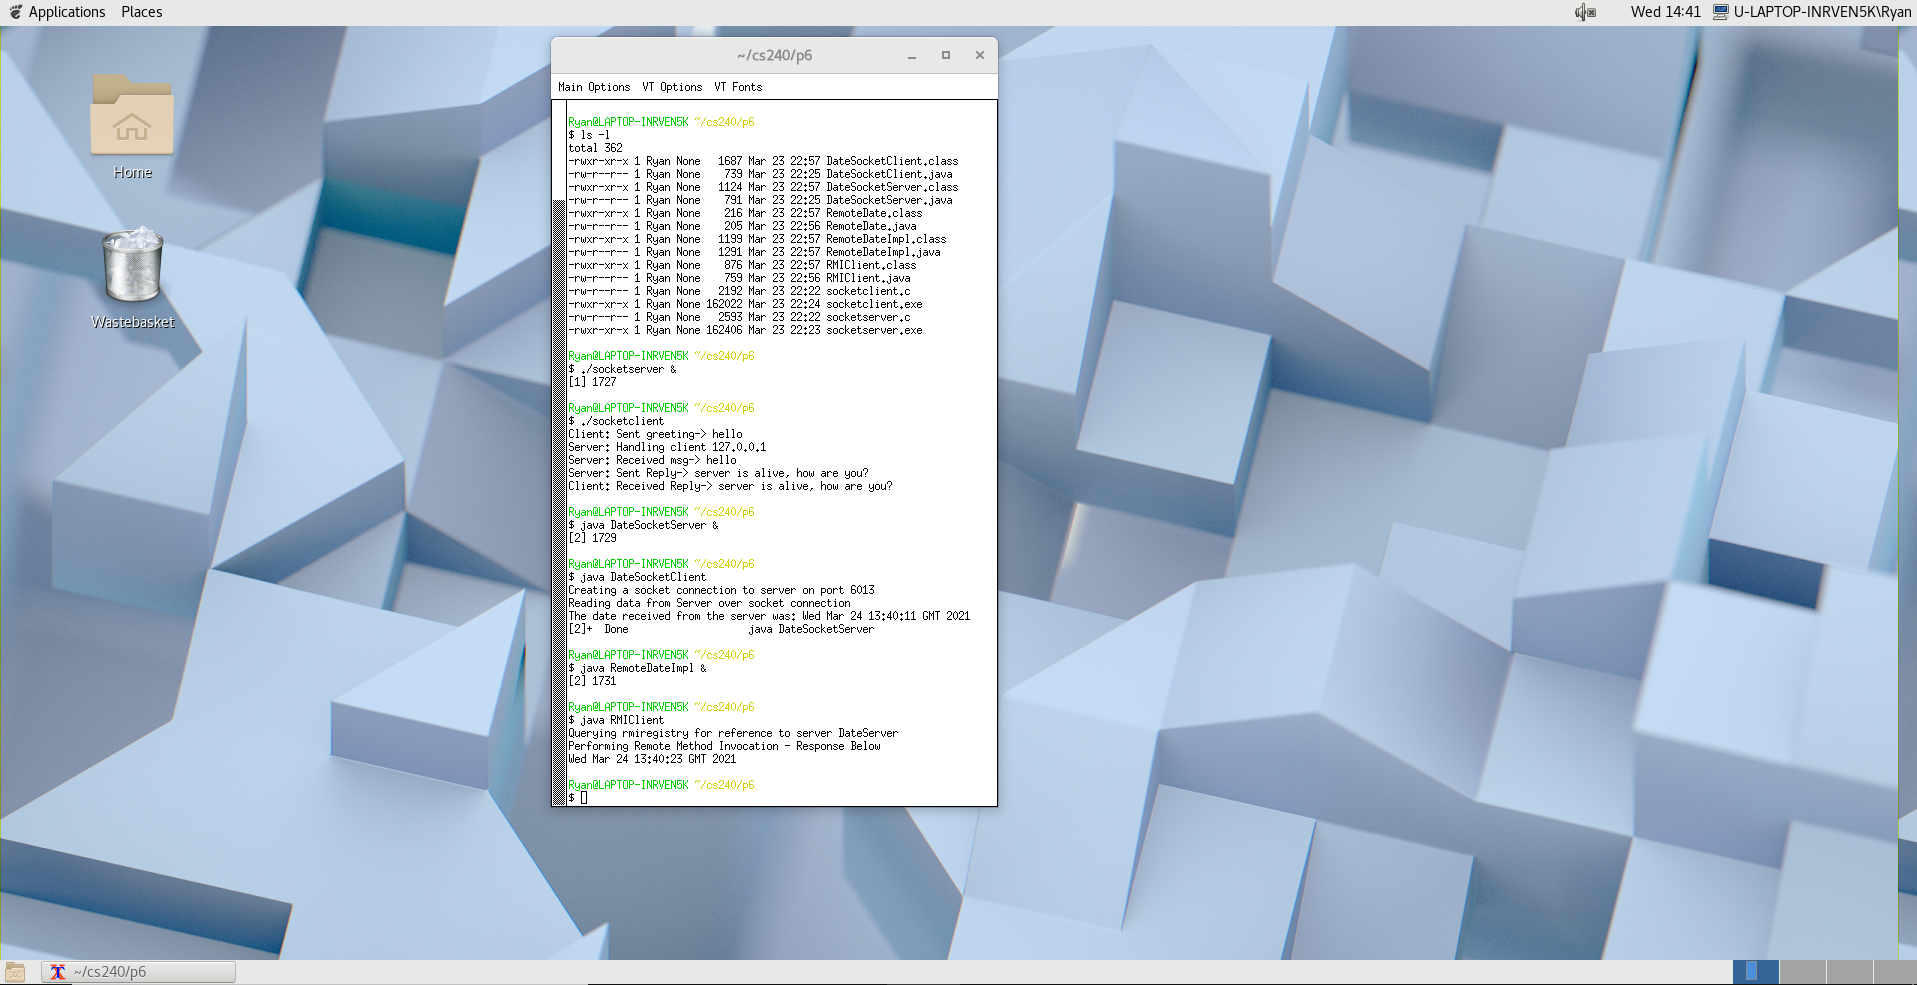 Applications Places Wed 14:41 U-LAPTOP-INRVEN5K\Ryan
~/cs240/p6
Main Options VT Options VT Fonts
Home
Wastebasket
Ryan@LAPTOP-INRVEN5K ~/cs240/p6
$ ls -l
total 362
-rwxr-xr-x 1 Ryan None 1687 Mar 23 22:57 DateSocketClient.class
-rw-r--r-- 1 Ryan None 739 Mar 23 22:25 DateSocketClient.java
-rwxr-xr-x 1 Ryan None 1124 Mar 23 22:57 DateSocketServer.class
-rw-r--r-- 1 Ryan None 791 Mar 23 22:25 DateSocketServer.java
-rwxr-xr-x 1 Ryan None 216 Mar 23 22:57 RemoteDate.class
-rw-r--r-- 1 Ryan None 205 Mar 23 22:56 RemoteDate.java
-rwxr-xr-x 1 Ryan None 1199 Mar 23 22:57 RemoteDateImpl.class
-rw-r--r-- 1 Ryan None 1291 Mar 23 22:57 RemoteDateImpl.java
-rwxr-xr-x 1 Ryan None 876 Mar 23 22:57 RMIClient.class
-rw-r--r-- 1 Ryan None 759 Mar 23 22:56 RMIClient.java
-rw-r--r-- 1 Ryan None 2192 Mar 23 22:22 socketclient.c
-rwxr-xr-x 1 Ryan None 162022 Mar 23 22:24 socketclient.exe
-rw-r--r-- 1 Ryan None 2593 Mar 23 22:22 socketserver.c
-rwxr-xr-x 1 Ryan None 162406 Mar 23 22:23 socketserver.exe
Ryan@LAPTOP-INRVEN5K ~/cs240/p6
$ ./socketserver &
[1] 1727
Ryan@LAPTOP-INRVEN5K ~/cs240/p6
$ ./socketclient
Client: Sent greeting-> hello
Server: Handling client 127.0.0.1
Server: Received msg-> hello
Server: Sent Reply-> server is alive, how are you?
Client: Received Reply-> server is alive, how are you?
Ryan@LAPTOP-INRVEN5K ~/cs240/p6
$ java DateSocketServer &
[2] 1729
Ryan@LAPTOP-INRVEN5K ~/cs240/p6
$ java DateSocketClient
Creating a socket connection to server on port 6013
Reading data from Server over socket connection
The date received from the server was: Wed Mar 24 13:40:11 GMT 2021
[2]+ Done java DateSocketServer
Ryan@LAPTOP-INRVEN5K ~/cs240/p6
$ java RemoteDateImpl &
[2] 1731
Ryan@LAPTOP-INRVEN5K ~/cs240/p6
$ java RMIClient
Querying rmiregistry for reference to server DateServer
Performing Remote Method Invocation - Response Below
Wed Mar 24 13:40:23 GMT 2021
Ryan@LAPTOP-INRVEN5K ~/cs240/p6
$
~/cs240/p6